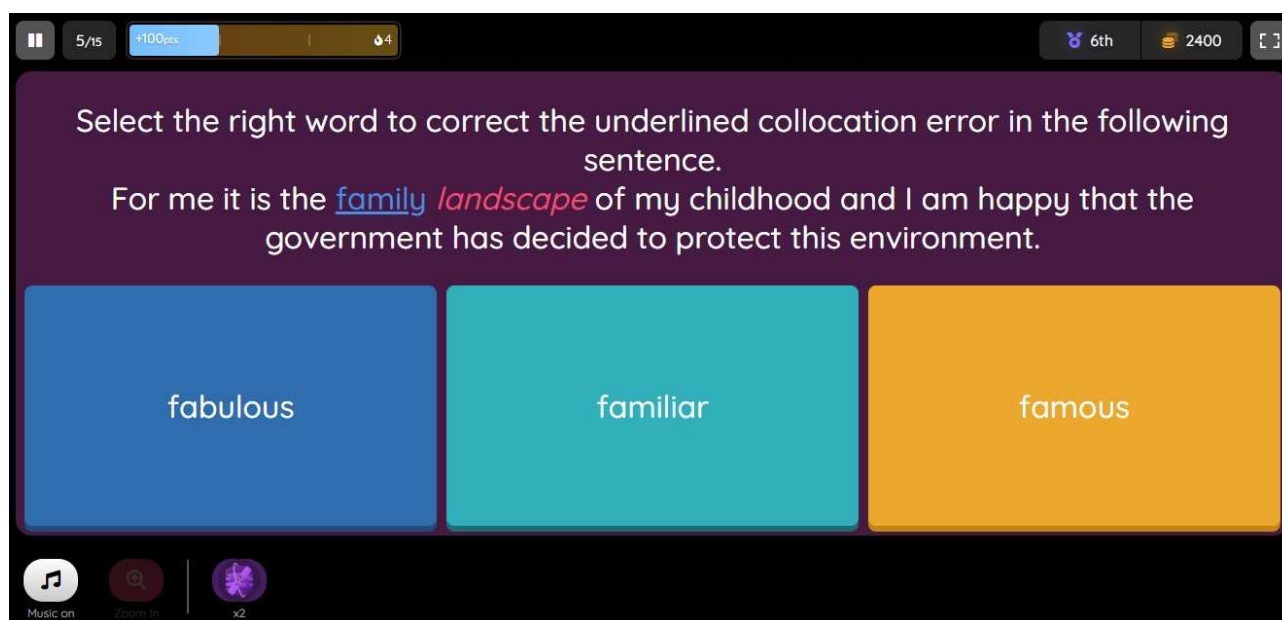 5/15
+100pts
4
6th
2400
Select the right word to correct the underlined collocation error in the following
sentence.
For me it is the family landscape of my childhood and I am happy that the
government has decided to protect this environment.
fabulous
familiar
famous
Music on
Zoom In
x2